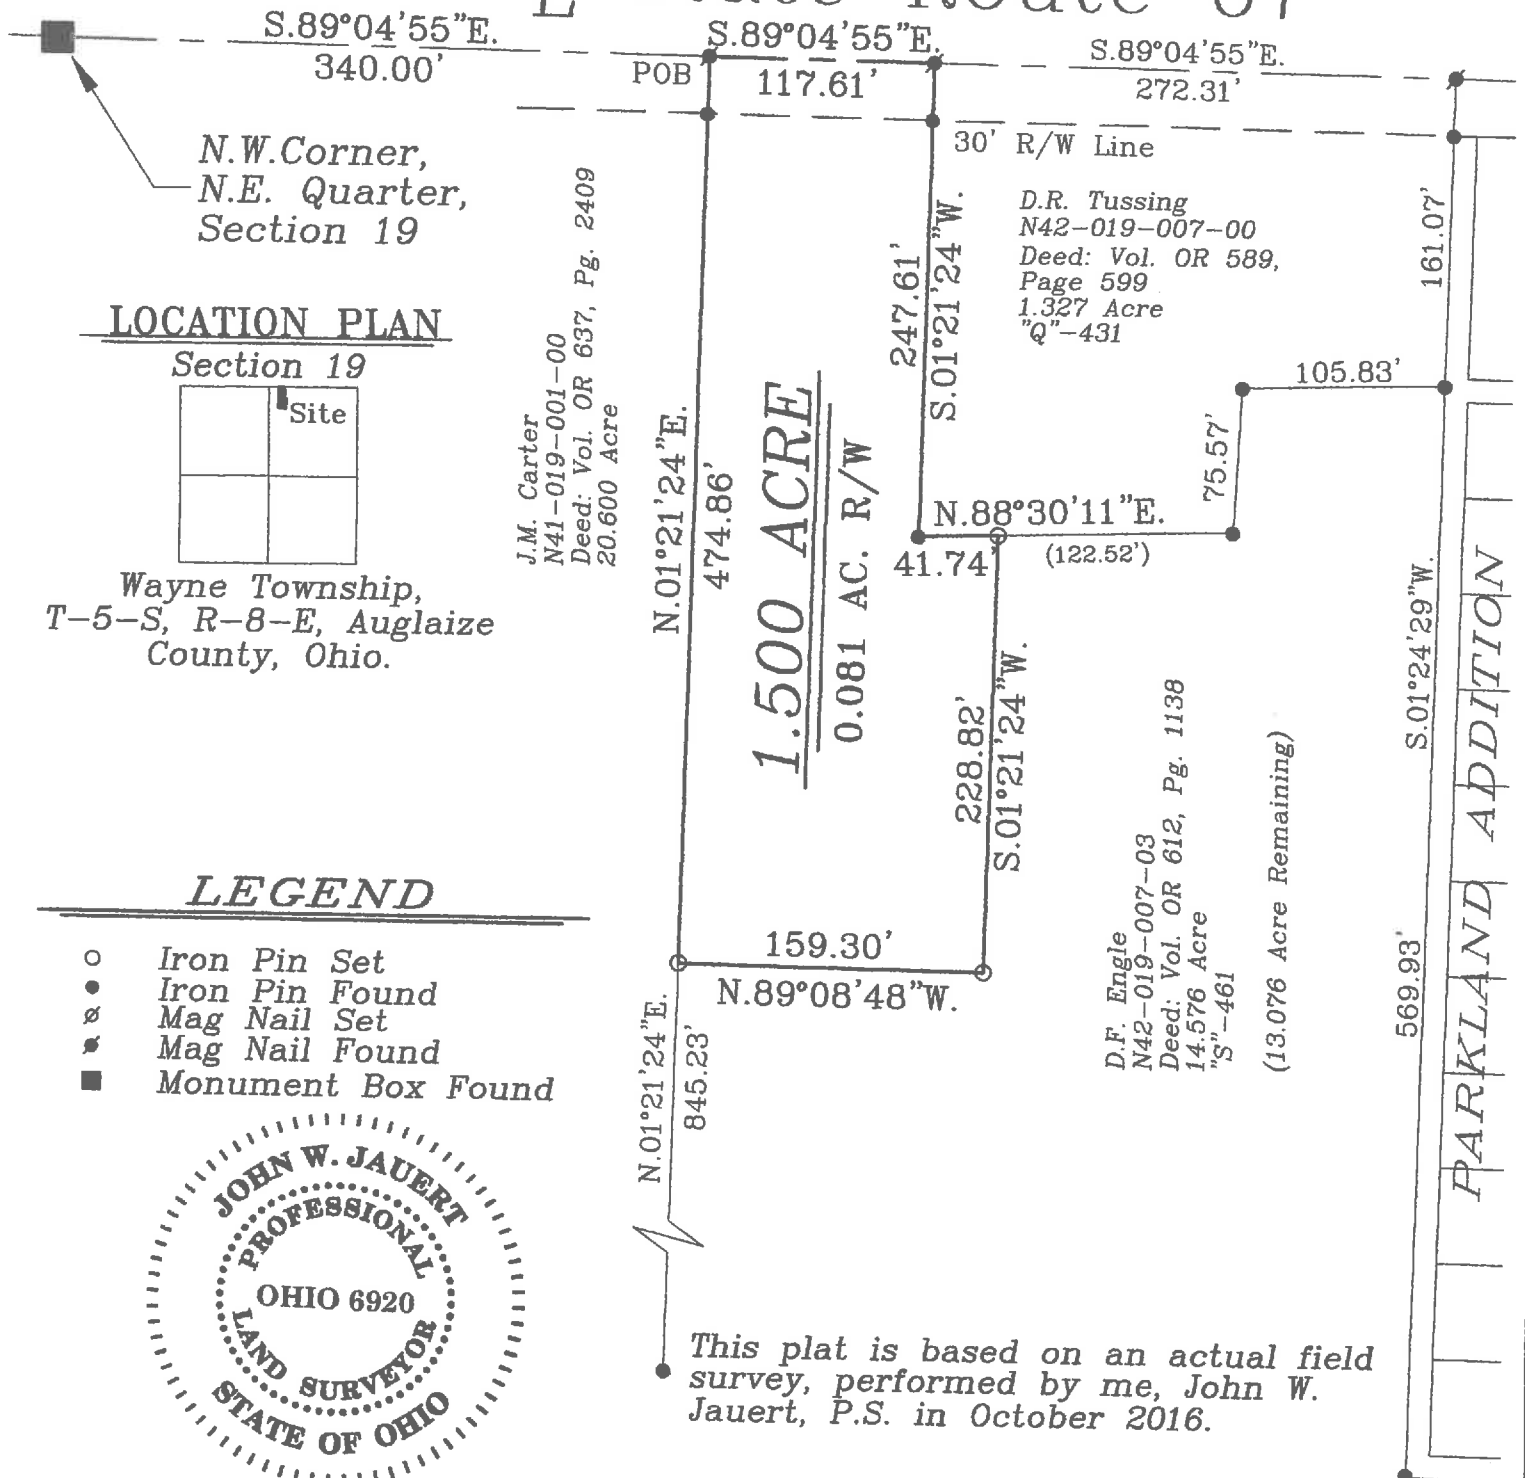 S.89°04'55"E.
340.00'
S.89°04'55"E.
POB
117.61'
S.89°04'55"E.
272.31'
30' R/W Line
N.W.Corner,
N.E. Quarter,
Section 19
LOCATION PLAN
Section 19
Site
Wayne Township,
T-5-S, R-8-E, Auglaize
County, Ohio.
J.M. Carter
N41-019-001-00
Deed: Vol. OR 637, Pg. 2409
20.600 Acre
N.01°21'24"E.
474.86'
1.500 ACRE
0.081 AC. R/W
247.61'
S.01°21'24"W.
D.R. Tussing
N42-019-007-00
Deed: Vol. OR 589,
Page 599
1.327 Acre
"Q"-431
161.07'
105.83'
75.57'
N.88°30'11"E.
41.74'
(122.52')
228.82'
S.01°21'24"W.
D.F. Engle
N42-019-007-03
Deed: Vol. OR 612, Pg. 1138
14.576 Acre
"S"-461
(13.076 Acre Remaining)
S.01°24'29"W.
569.93'
PARKLAND ADDITION
159.30'
N.89°08'48"W.
N.01°21'24"E.
845.23'
LEGEND
Iron Pin Set
Iron Pin Found
Mag Nail Set
Mag Nail Found
Monument Box Found
JOHN W. JAUERT
PROFESSIONAL
OHIO 6920
LAND SURVEYOR
STATE OF OHIO
This plat is based on an actual field
survey, performed by me, John W.
Jauert, P.S. in October 2016.